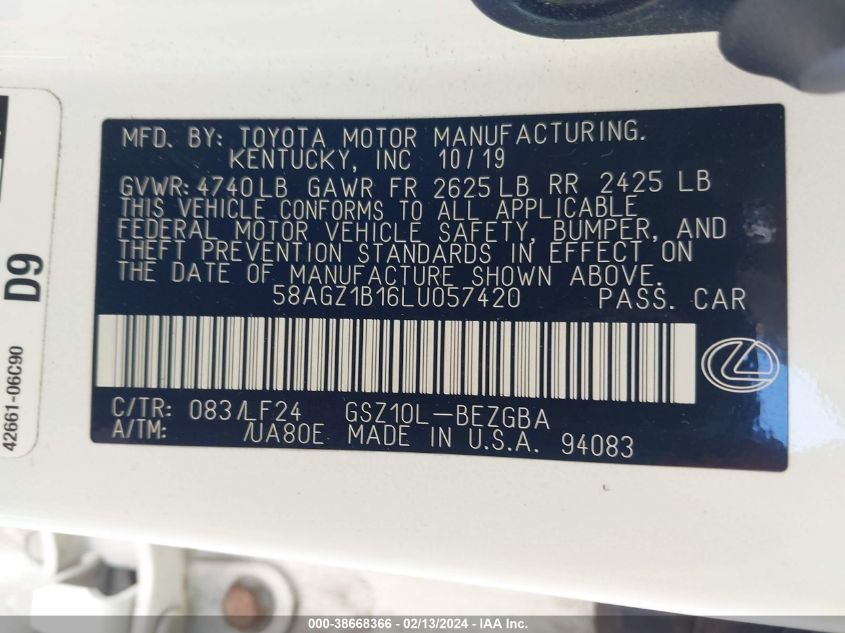 MFD. BY: TOYOTA MOTOR MANUFACTURING.
KENTUCKY, INC 10/19
GVWR: 4740LB GAWR FR 2625LB RR 2425 LB
THIS VEHICLE CONFORMS TO ALL APPLICABLE
FEDERAL MOTOR VEHICLE SAFETY, BUMPER, AND
THEFT PREVENTION STANDARDS IN EFFECT ON
THE DATE OF MANUFACTURE SHOWN ABOVE.
58AGZ1B16LU057420 PASS. CAR
C/TR: 083/LF24 GSZ10L-BEZGBA
A/TM: /UA80E MADE IN U.S.A. 94083
D9
42661-06C90
000 - 38668366 - 02/13/2024 - IAA Inc.